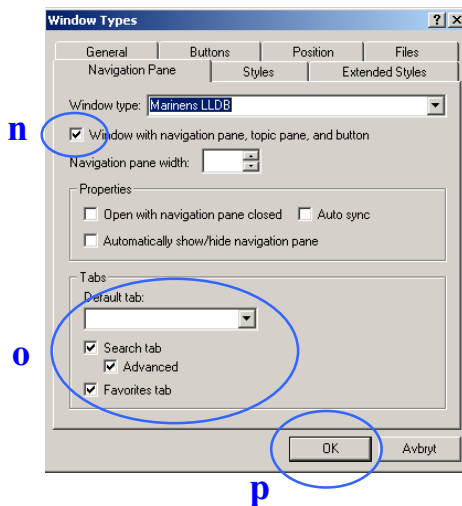 Window Types
General Buttons Position Files
Navigation Pane Styles Extended Styles
Window type: Marinens LLDB
n
Window with navigation pane, topic pane, and button
Navigation pane width:
Properties
Open with navigation pane closed Auto sync
Automatically show/hide navigation pane
Tabs
Default tab:
o
Search tab
Advanced
Favorites tab
OK Avbryt
p